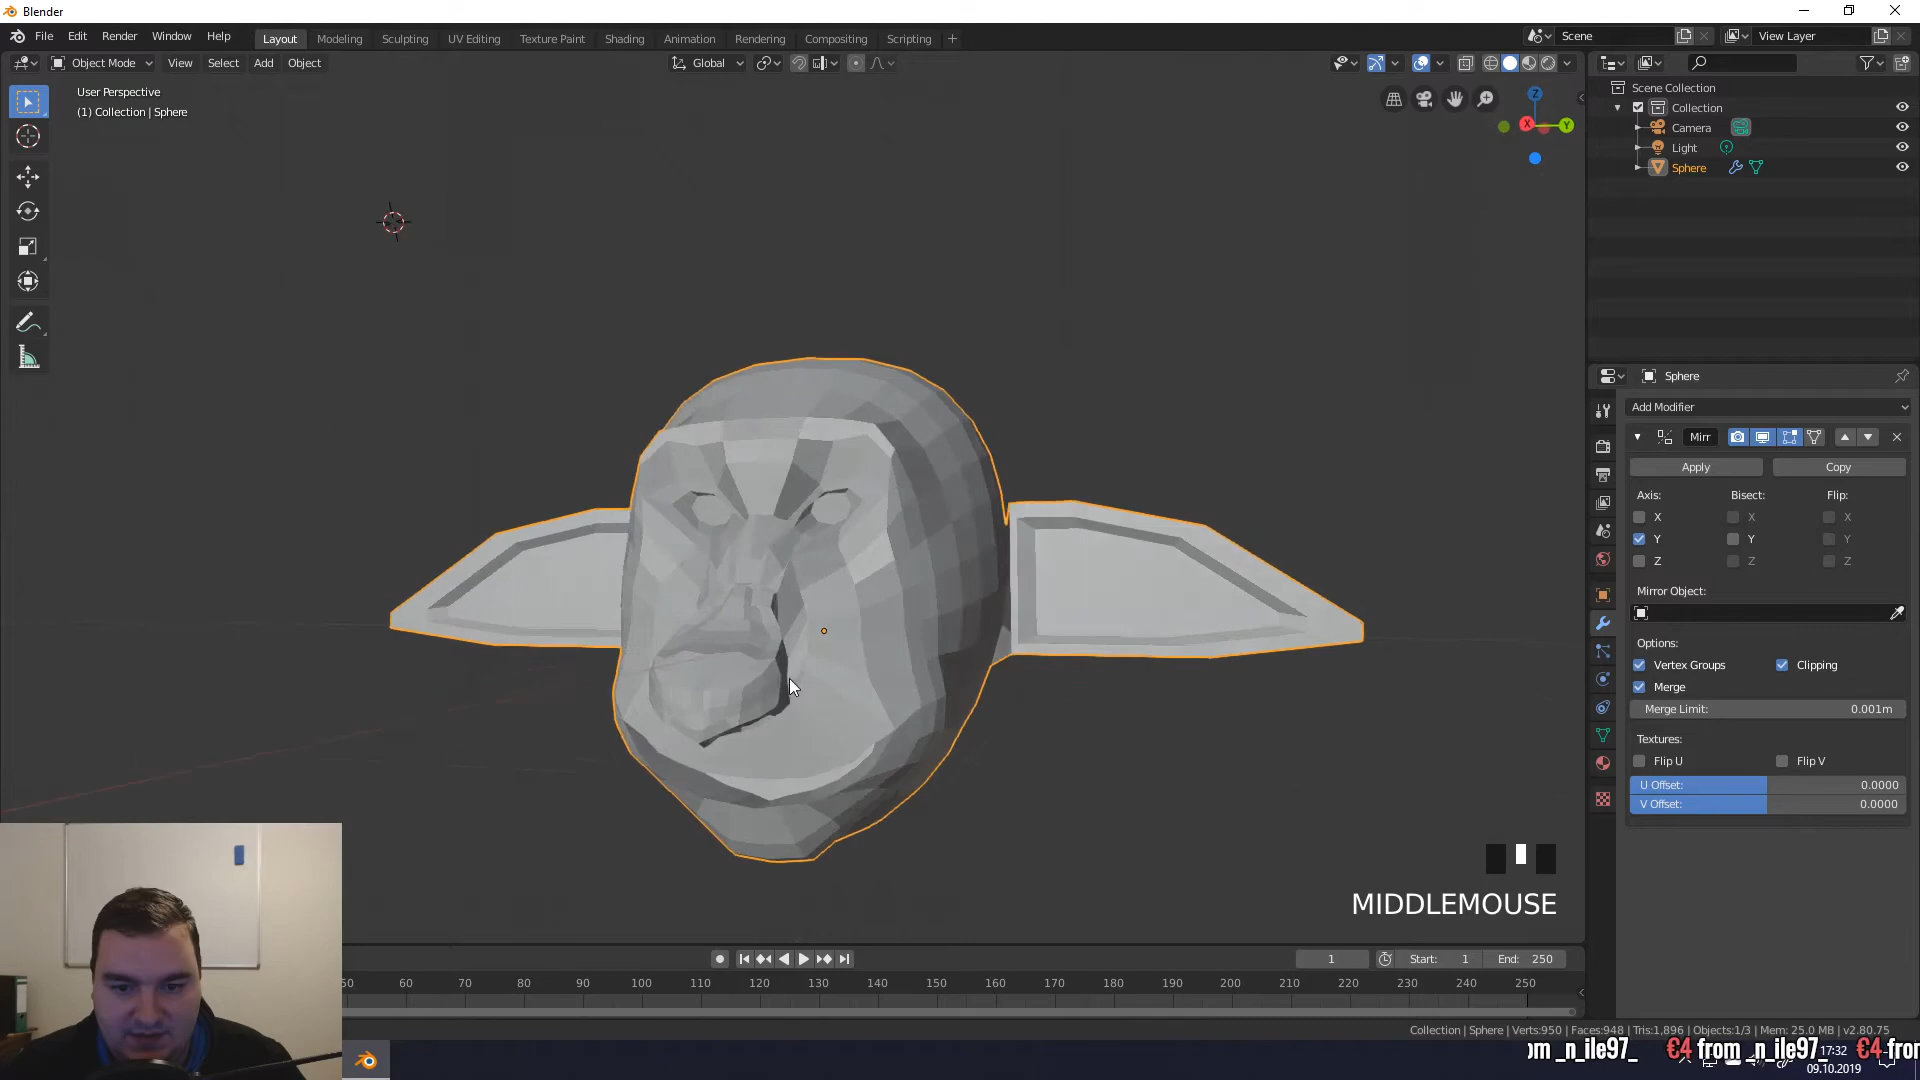 Blender
File Edit Render Window Help Layout Modeling Sculpting UV Editing Texture Paint Shading Animation Rendering Compositing Scripting + Scene View Layer
Object Mode View Select Add Object Global
User Perspective
(1) Collection | Sphere
Z
X Y
Scene Collection
Collection
Camera
Light
Sphere
Sphere
Add Modifier
Mirr
Apply Copy
Axis: Bisect: Flip:
X X X
Y Y Y
Z Z Z
Mirror Object:
Options:
Vertex Groups Clipping
Merge
Merge Limit: 0.001m
Textures:
Flip U Flip V
U Offset: 0.0000
V Offset: 0.0000
MIDDLEMOUSE
1 Start: 1 End: 250
50 60 70 80 90 100 110 120 130 140 150 160 170 180 190 200 210 220 230 240 250
Collection | Sphere | Verts:950 | Faces:948 | Tris:1,896 | Objects:1/3 | Mem: 25.0 MB | v2.80.75
om _n_ile97_ €4 from _n_ile97_ €4 fror
17:32
09.10.2019